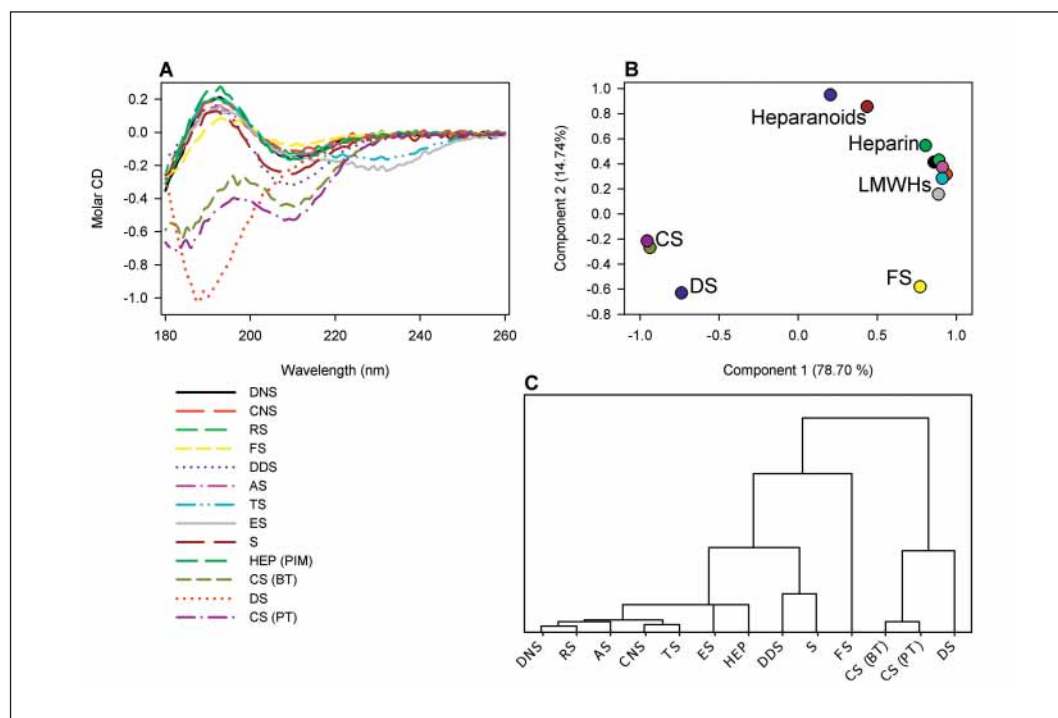 A
0.2
0.0
-0.2
-0.4
-0.6
-0.8
-1.0
Molar CD
180
200
220
240
260
Wavelength (nm)
B
1.0
0.8
0.6
0.4
0.2
0.0
-0.2
-0.4
-0.6
-0.8
Component 2 (14.74%)
Heparanoids
Heparin
LMWHs
CS
DS
FS
-1.0
-0.5
0.0
0.5
1.0
Component 1 (78.70 %)
DNS
CNS
RS
FS
DDS
AS
TS
ES
S
HEP (PIM)
CS (BT)
DS
CS (PT)
C
DNS
RS
AS
CNS
TS
ES
HEP
DDS
S
FS
CS (BT)
CS (PT)
DS